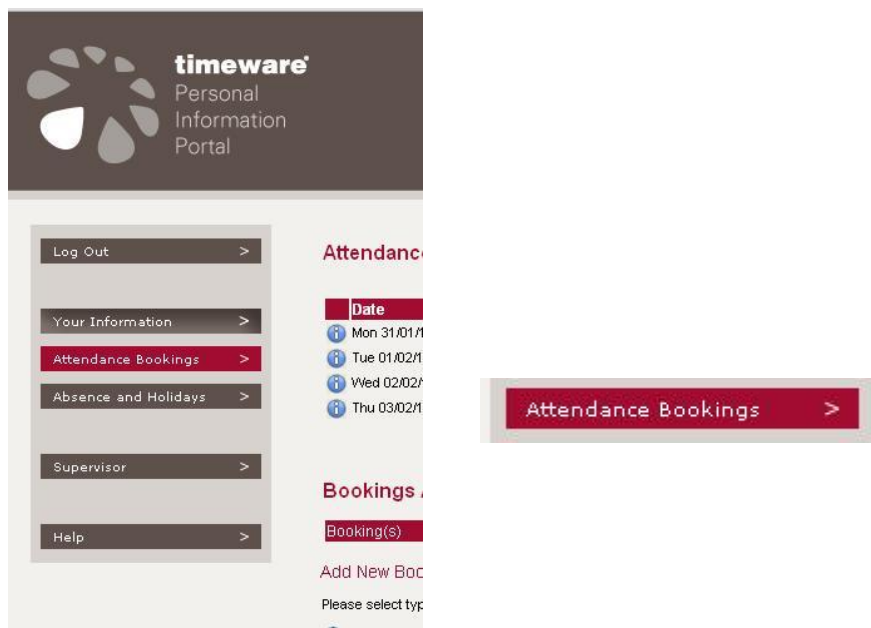 timeware®
Personal
Information
Portal
Log Out >
Your Information >
Attendance Bookings >
Absence and Holidays >
Supervisor >
Help >
Attendance
Date
Mon 31/01/1
Tue 01/02/1
Wed 02/02/
Thu 03/02/1
Bookings
Booking(s)
Add New Boo
Please select typ
Attendance Bookings >